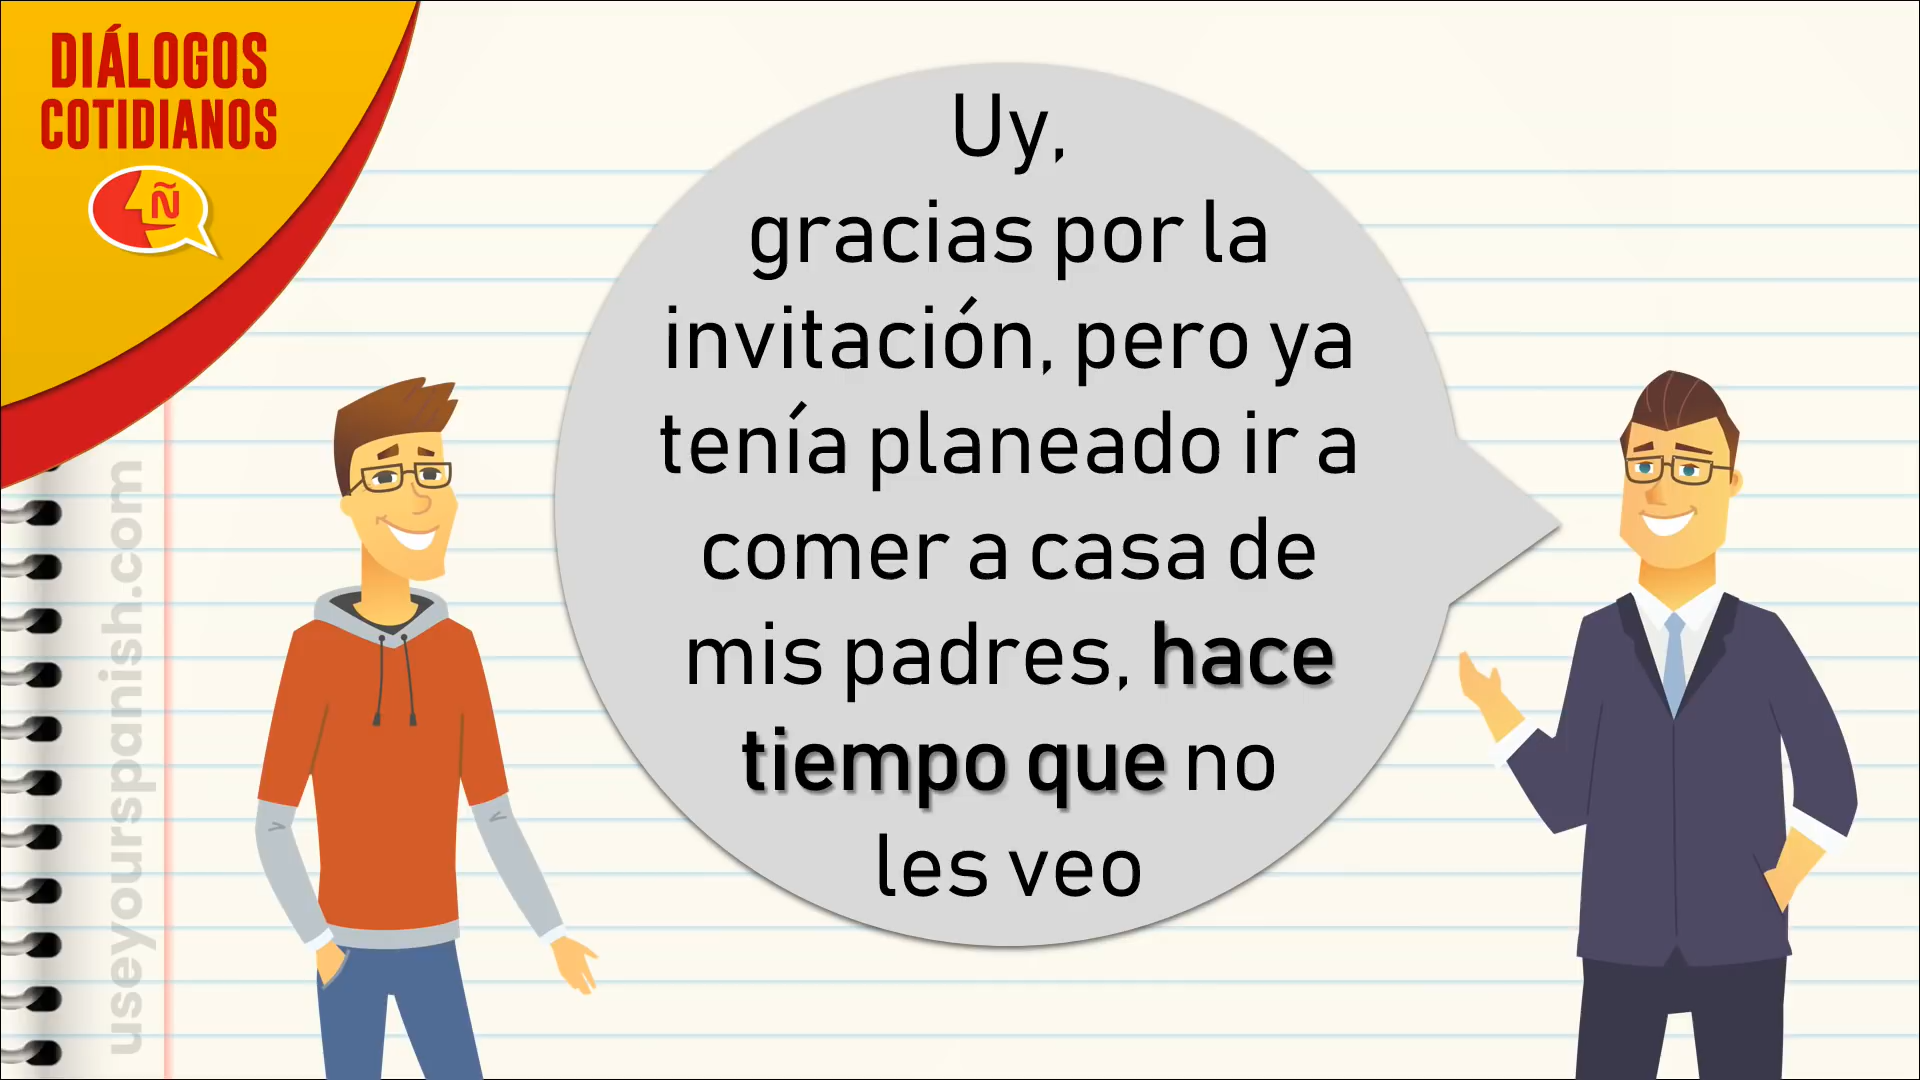 DIÁLOGOS
COTIDIANOS
Ñ
Uy,
gracias por la
invitación, pero ya
tenía planeado ir a
comer a casa de
mis padres, hace
tiempo que no
les veo
useyourspanish.com